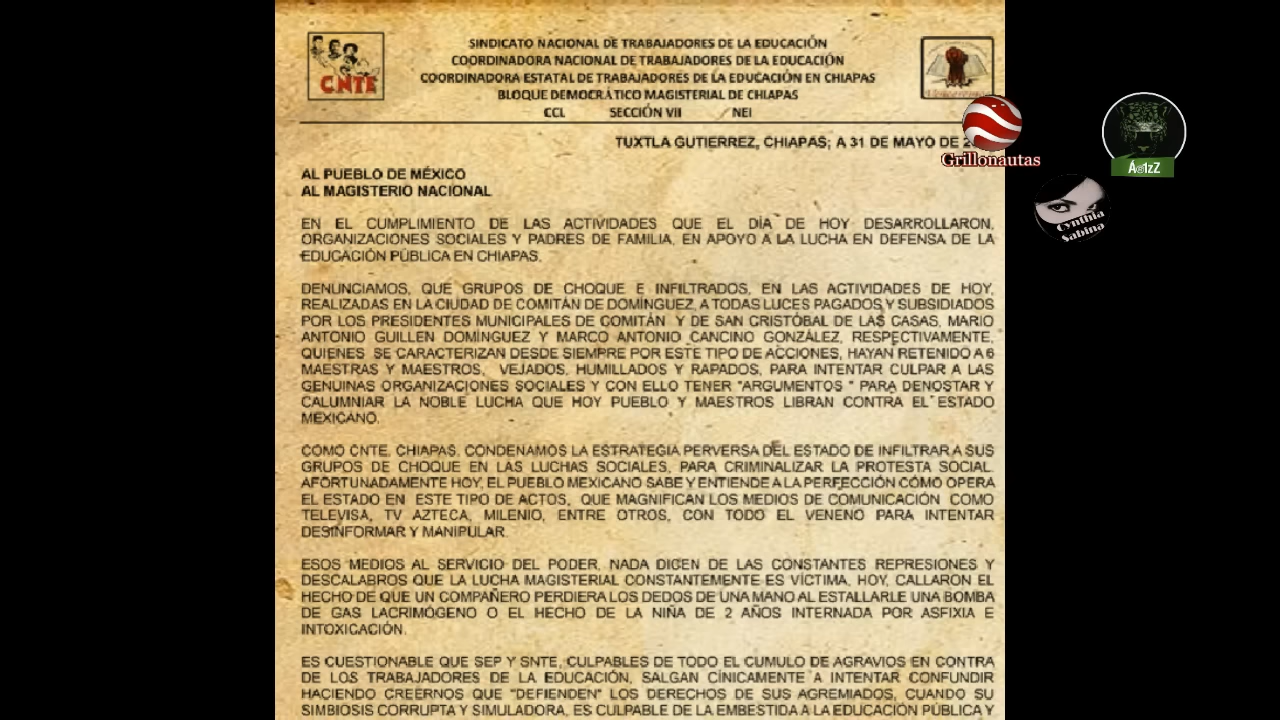 CNTE
SINDICATO NACIONAL DE TRABAJADORES DE LA EDUCACIÓN
COORDINADORA NACIONAL DE TRABAJADORES DE LA EDUCACIÓN
COORDINADORA ESTATAL DE TRABAJADORES DE LA EDUCACIÓN EN CHIAPAS
BLOQUE DEMOCRÁTICO MAGISTERIAL DE CHIAPAS
CCL SECCIÓN VII NEI
TUXTLA GUTIERREZ, CHIAPAS; A 31 DE MAYO DE
Grillonautas
Cynthia
Sabina
AL PUEBLO DE MÉXICO
AL MAGISTERIO NACIONAL
EN EL CUMPLIMIENTO DE LAS ACTIVIDADES QUE EL DÍA DE HOY DESARROLLARON,
ORGANIZACIONES SOCIALES Y PADRES DE FAMILIA, EN APOYO A LA LUCHA EN DEFENSA DE LA
EDUCACIÓN PÚBLICA EN CHIAPAS.
DENUNCIAMOS, QUE GRUPOS DE CHOQUE E INFILTRADOS, EN LAS ACTIVIDADES DE HOY,
REALIZADAS EN LA CIUDAD DE COMITÁN DE DOMÍNGUEZ, A TODAS LUCES PAGADOS Y SUBSIDIADOS
POR LOS PRESIDENTES MUNICIPALES DE COMITÁN Y DE SAN CRISTÓBAL DE LAS CASAS, MARIO
ANTONIO GUILLEN DOMÍNGUEZ Y MARCO ANTONIO CANCINO GONZÁLEZ, RESPECTIVAMENTE,
QUIENES SE CARACTERIZAN DESDE SIEMPRE POR ESTE TIPO DE ACCIONES, HAYAN RETENIDO A 6
MAESTRAS Y MAESTROS, VEJADOS, HUMILLADOS Y RAPADOS, PARA INTENTAR CULPAR A LAS
GENUINAS ORGANIZACIONES SOCIALES Y CON ELLO TENER "ARGUMENTOS " PARA DENOSTAR Y
CALUMNIAR LA NOBLE LUCHA QUE HOY PUEBLO Y MAESTROS LIBRAN CONTRA EL ESTADO
MEXICANO.
COMO CNTE, CHIAPAS, CONDENAMOS LA ESTRATEGIA PERVERSA DEL ESTADO DE INFILTRAR A SUS
GRUPOS DE CHOQUE EN LAS LUCHAS SOCIALES, PARA CRIMINALIZAR LA PROTESTA SOCIAL.
AFORTUNADAMENTE HOY, EL PUEBLO MEXICANO SABE Y ENTIENDE A LA PERFECCIÓN CÓMO OPERA
EL ESTADO EN ESTE TIPO DE ACTOS, QUE MAGNIFICAN LOS MEDIOS DE COMUNICACIÓN COMO
TELEVISA, TV AZTECA, MILENIO, ENTRE OTROS, CON TODO EL VENENO PARA INTENTAR
DESINFORMAR Y MANIPULAR.
ESOS MEDIOS AL SERVICIO DEL PODER, NADA DICEN DE LAS CONSTANTES REPRESIONES Y
DESCALABROS QUE LA LUCHA MAGISTERIAL CONSTANTEMENTE ES VÍCTIMA, HOY, CALLARON EL
HECHO DE QUE UN COMPAÑERO PERDIERA LOS DEDOS DE UNA MANO AL ESTALLARLE UNA BOMBA
DE GAS LACRIMÓGENO O EL HECHO DE LA NIÑA DE 2 AÑOS INTERNADA POR ASFIXIA E
INTOXICACIÓN.
ES CUESTIONABLE QUE SEP Y SNTE, CULPABLES DE TODO EL CUMULO DE AGRAVIOS EN CONTRA
DE LOS TRABAJADORES DE LA EDUCACIÓN, SALGAN CÍNICAMENTE A INTENTAR CONFUNDIR
HACIENDO CREERNOS QUE "DEFIENDEN" LOS DERECHOS DE SUS AGREMIADOS, CUANDO SU
SIMBIOSIS CORRUPTA Y SIMULADORA, ES CULPABLE DE LA EMBESTIDA A LA EDUCACIÓN PÚBLICA Y